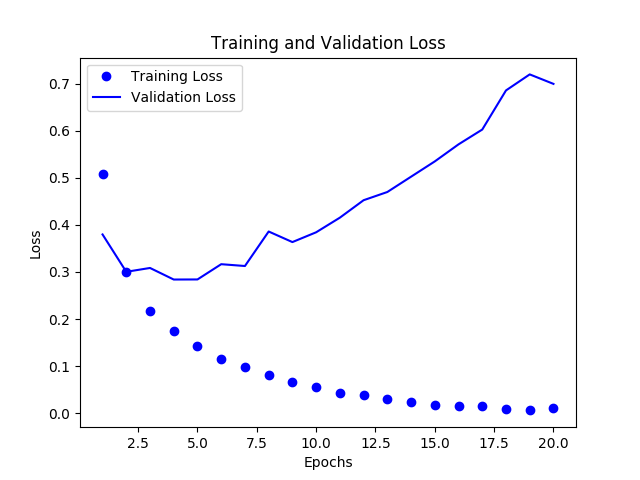 Training and Validation Loss
Training Loss
Validation Loss
0.7
0.6
0.5
0.4
0.3
0.2
0.1
0.0
Loss
2.5 5.0 7.5 10.0 12.5 15.0 17.5 20.0
Epochs